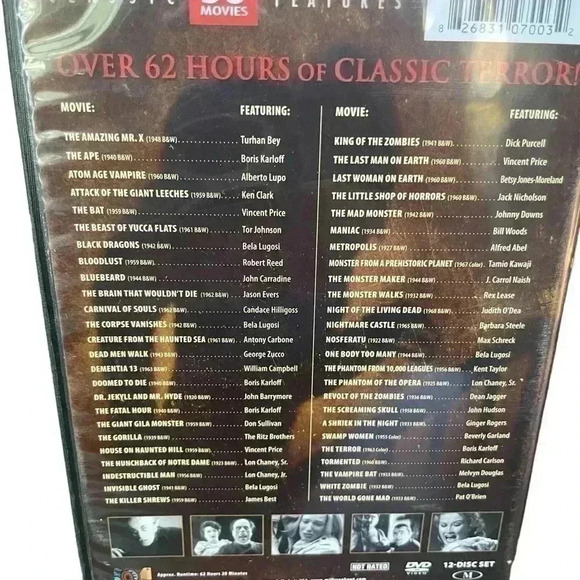 50
MOVIES
FEATURES
8 26831 07003 2
OVER 62 HOURS OF CLASSIC TERROR!
MOVIE: FEATURING:
THE AMAZING MR. X (1948 B&W) Turhan Bey
THE APE (1940 B&W) Boris Karloff
ATOM AGE VAMPIRE (1960 B&W) Alberto Lupo
ATTACK OF THE GIANT LEECHES (1959 B&W) Ken Clark
THE BAT (1959 B&W) Vincent Price
THE BEAST OF YUCCA FLATS (1961 B&W) Tor Johnson
BLACK DRAGONS (1942 B&W) Bela Lugosi
BLOODLUST (1959 B&W) Robert Reed
BLUEBEARD (1944 B&W) John Carradine
THE BRAIN THAT WOULDN'T DIE (1962 B&W) Jason Evers
CARNIVAL OF SOULS (1962 B&W) Candace Hilligoss
THE CORPSE VANISHES (1942 B&W) Bela Lugosi
CREATURE FROM THE HAUNTED SEA (1961 B&W) Antony Carbone
DEAD MEN WALK (1943 B&W) George Zucco
DEMENTIA 13 (1963 B&W) William Campbell
DOOMED TO DIE (1940 B&W) Boris Karloff
DR. JEKYLL AND MR. HYDE (1920 B&W) John Barrymore
THE FATAL HOUR (1940 B&W) Boris Karloff
THE GIANT GILA MONSTER (1959 B&W) Don Sullivan
THE GORILLA (1939 B&W) The Ritz Brothers
HOUSE ON HAUNTED HILL (1959 B&W) Vincent Price
THE HUNCHBACK OF NOTRE DAME (1923 B&W) Lon Chaney, Sr.
INDESTRUCTIBLE MAN (1956 B&W) Lon Chaney, Jr.
INVISIBLE GHOST (1941 B&W) Bela Lugosi
THE KILLER SHREWS (1959 B&W) James Best
MOVIE: FEATURING:
KING OF THE ZOMBIES (1941 B&W) Dick Purcell
THE LAST MAN ON EARTH (1960 B&W) Vincent Price
LAST WOMAN ON EARTH (1960 B&W) Betsy Jones-Moreland
THE LITTLE SHOP OF HORRORS (1960 B&W) Jack Nicholson
THE MAD MONSTER (1942 B&W) Johnny Downs
MANIAC (1934 B&W) Bill Woods
METROPOLIS (1927 B&W) Alfred Abel
MONSTER FROM A PREHISTORIC PLANET (1967 Color) Tamio Kawaji
THE MONSTER MAKER (1944 B&W) J. Carrol Naish
THE MONSTER WALKS (1932 B&W) Rex Lease
NIGHT OF THE LIVING DEAD (1968 B&W) Judith O'Dea
NIGHTMARE CASTLE (1965 B&W) Barbara Steele
NOSFERATU (1922 B&W) Max Schreck
ONE BODY TOO MANY (1944 B&W) Bela Lugosi
THE PHANTOM FROM 10,000 LEAGUES (1956 B&W) Kent Taylor
THE PHANTOM OF THE OPERA (1925 B&W) Lon Chaney, Sr.
REVOLT OF THE ZOMBIES (1936 B&W) Dean Jagger
THE SCREAMING SKULL (1958 B&W) John Hudson
A SHRIEK IN THE NIGHT (1933 B&W) Ginger Rogers
SWAMP WOMEN (1955 Color) Beverly Garland
THE TERROR (1963 Color) Boris Karloff
TORMENTED (1960 B&W) Richard Carlson
THE VAMPIRE BAT (1933 B&W) Melvyn Douglas
WHITE ZOMBIE (1932 B&W) Bela Lugosi
THE WORLD GONE MAD (1933 B&W) Pat O'Brien
Approx. Runtime: 62 Hours 20 Minutes
NOT RATED
DVD VIDEO
12-DISC SET
M